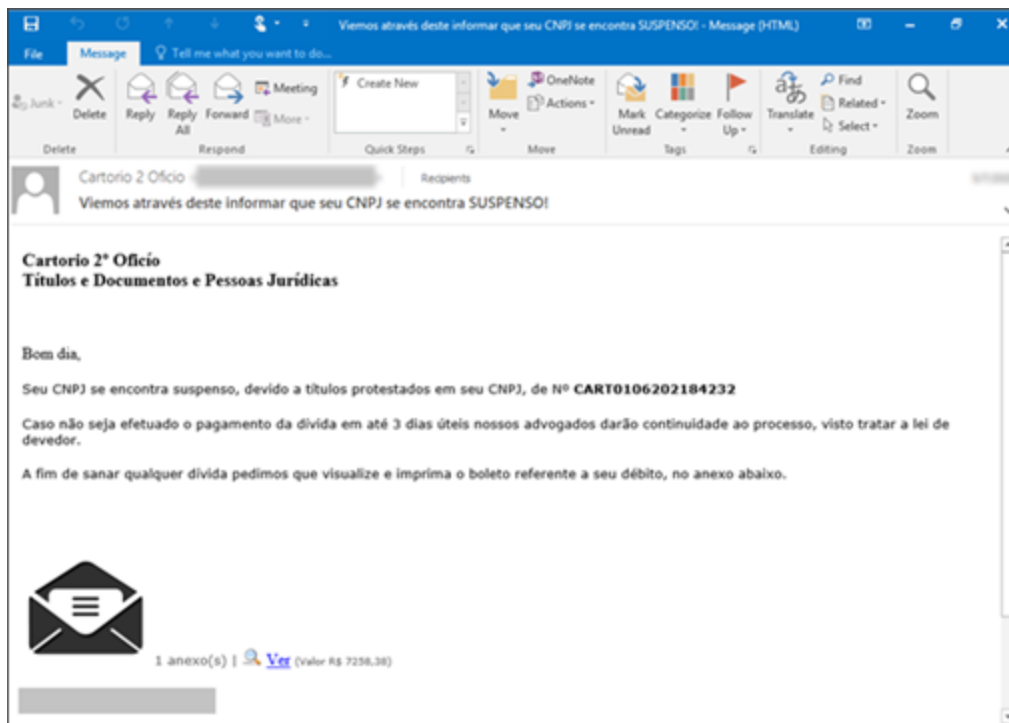 Viemos através deste informar que seu CNPJ se encontra SUSPENSO! - Message (HTML)
File Message Tell me what you want to do...
Junk Delete Reply Reply All Forward Meeting More Create New Move OneNote Actions Mark Unread Categorize Follow Up Translate Find Related Select Zoom
Delete Respond Quick Steps Move Tags Editing Zoom
Cartorio 2 Oficio Recipients
Viemos através deste informar que seu CNPJ se encontra SUSPENSO!
Cartorio 2º Oficío
Títulos e Documentos e Pessoas Jurídicas
Bom dia,
Seu CNPJ se encontra suspenso, devido a títulos protestados em seu CNPJ, de Nº CART0106202184232
Caso não seja efetuado o pagamento da dívida em até 3 dias úteis nossos advogados darão continuidade ao processo, visto tratar a lei de
devedor.
A fim de sanar qualquer dívida pedimos que visualize e imprima o boleto referente a seu débito, no anexo abaixo.
1 anexo(s) | Ver (Valor R$ 7258,38)